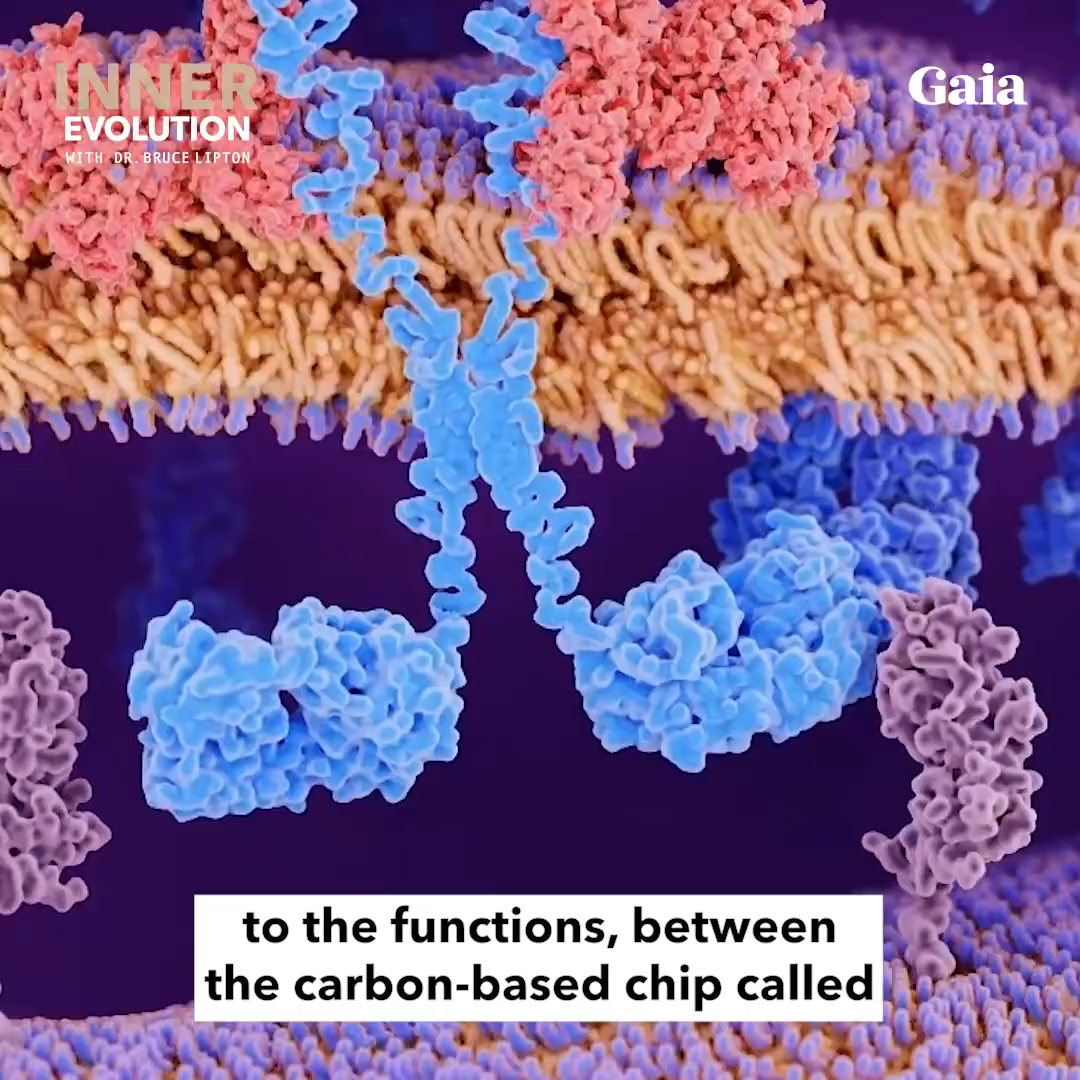 INNER
EVOLUTION
WITH DR. BRUCE LIPTON
Gaia
to the functions, between
the carbon-based chip called